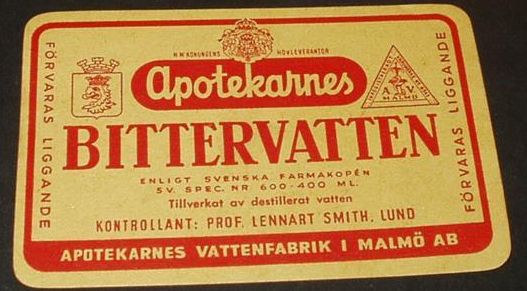 H.M. KONUNGENS HOVLEVERANTÖR
Apotekarnes
A V
MALMÖ
BITTERVATTEN
ENLIGT SVENSKA FARMAKOPÉN
SV. SPEC. NR 600-400 ML.
Tillverkat av destillerat vatten
KONTROLLANT: PROF. LENNART SMITH, LUND
APOTEKARNES VATTENFABRIK I MALMÖ AB
FÖRVARAS LIGGANDE
FÖRVARAS LIGGANDE